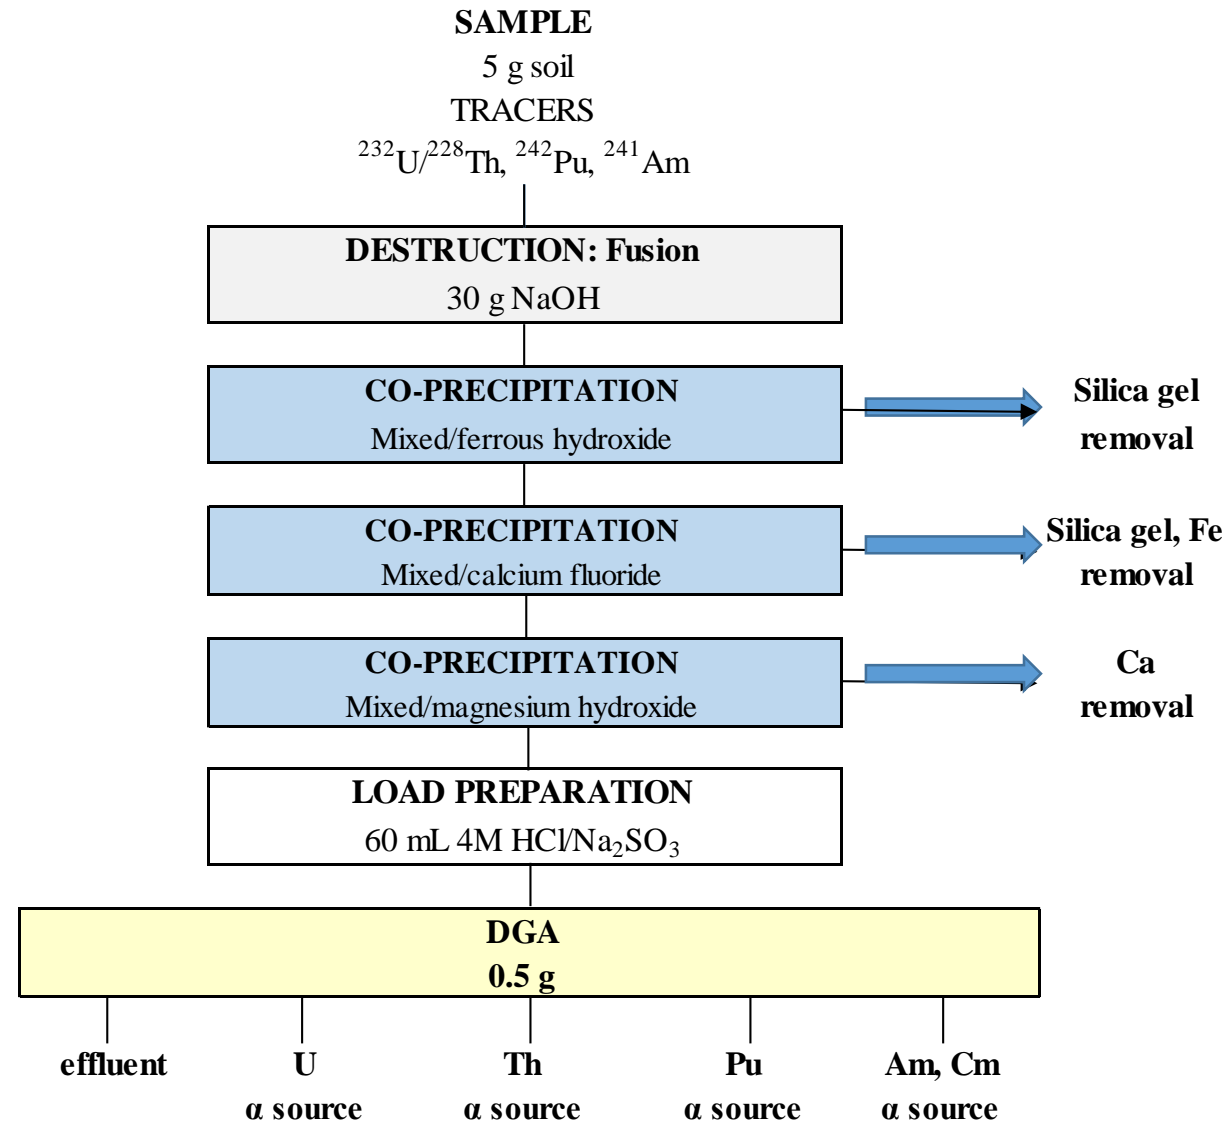 SAMPLE
5 g soil
TRACERS
²³²U/²²⁸Th, ²⁴²Pu, ²⁴¹Am
DESTRUCTION: Fusion
30 g NaOH
CO-PRECIPITATION
Mixed/ferrous hydroxide
Silica gel
removal
CO-PRECIPITATION
Mixed/calcium fluoride
Silica gel, Fe
removal
CO-PRECIPITATION
Mixed/magnesium hydroxide
Ca
removal
LOAD PREPARATION
60 mL 4M HCl/Na₂SO₃
DGA
0.5 g
effluent
U
α source
Th
α source
Pu
α source
Am, Cm
α source